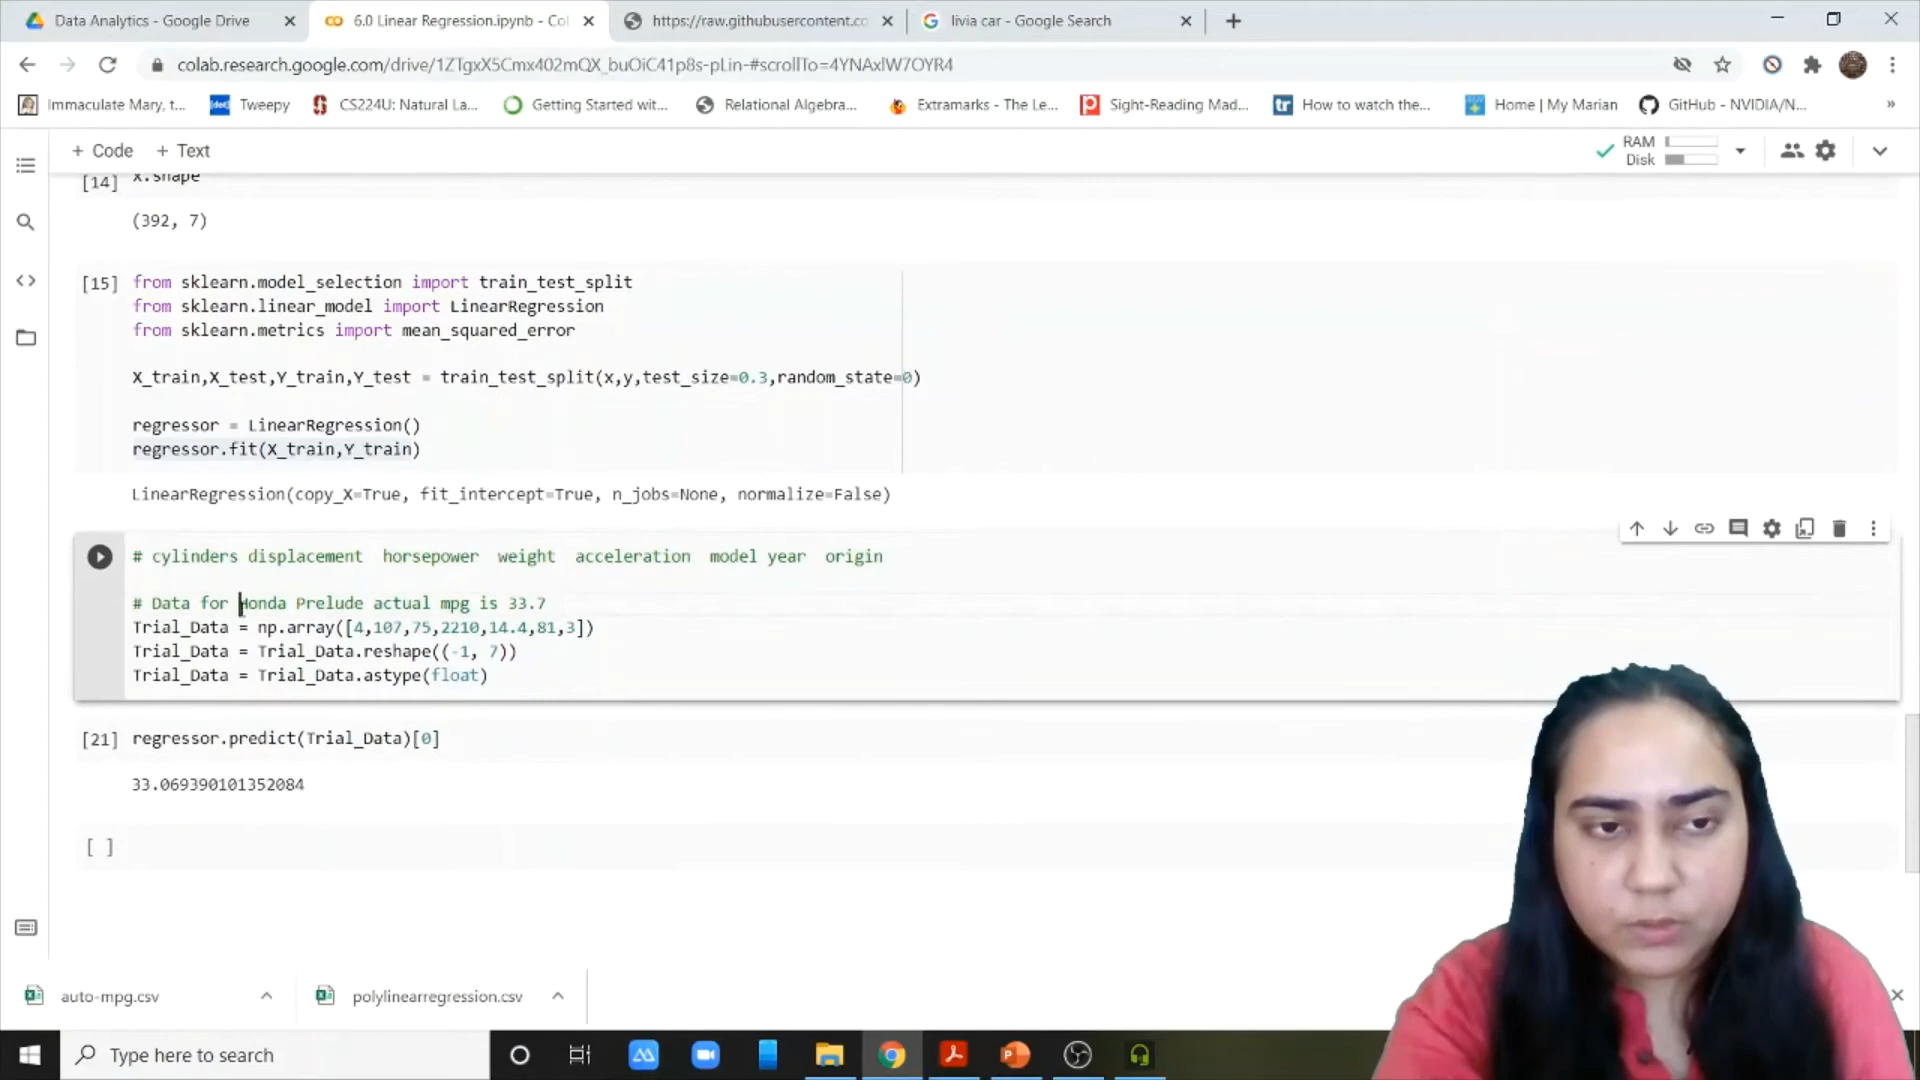 Data Analytics - Google Drive
6.0 Linear Regression.ipynb - Col
https://raw.githubusercontent.co
livia car - Google Search
colab.research.google.com/drive/1ZTgxX5Cmx402mQX_buOiC41p8s-pLin-#scrollTo=4YNAxlW7OYR4
Immaculate Mary, t...
Tweepy
CS224U: Natural La...
Getting Started wit...
Relational Algebra...
Extramarks - The Le...
Sight-Reading Mad...
How to watch the...
Home | My Marian
GitHub - NVIDIA/N...
+ Code + Text
RAM
Disk
[14] x.shape
(392, 7)
[15] from sklearn.model_selection import train_test_split
from sklearn.linear_model import LinearRegression
from sklearn.metrics import mean_squared_error
X_train,X_test,Y_train,Y_test = train_test_split(x,y,test_size=0.3,random_state=0)
regressor = LinearRegression()
regressor.fit(X_train,Y_train)
LinearRegression(copy_X=True, fit_intercept=True, n_jobs=None, normalize=False)
# cylinders displacement horsepower weight acceleration model year origin
# Data for Honda Prelude actual mpg is 33.7
Trial_Data = np.array([4,107,75,2210,14.4,81,3])
Trial_Data = Trial_Data.reshape((-1, 7))
Trial_Data = Trial_Data.astype(float)
[21] regressor.predict(Trial_Data)[0]
33.069390101352084
[ ]
auto-mpg.csv
polylinearregression.csv
Type here to search